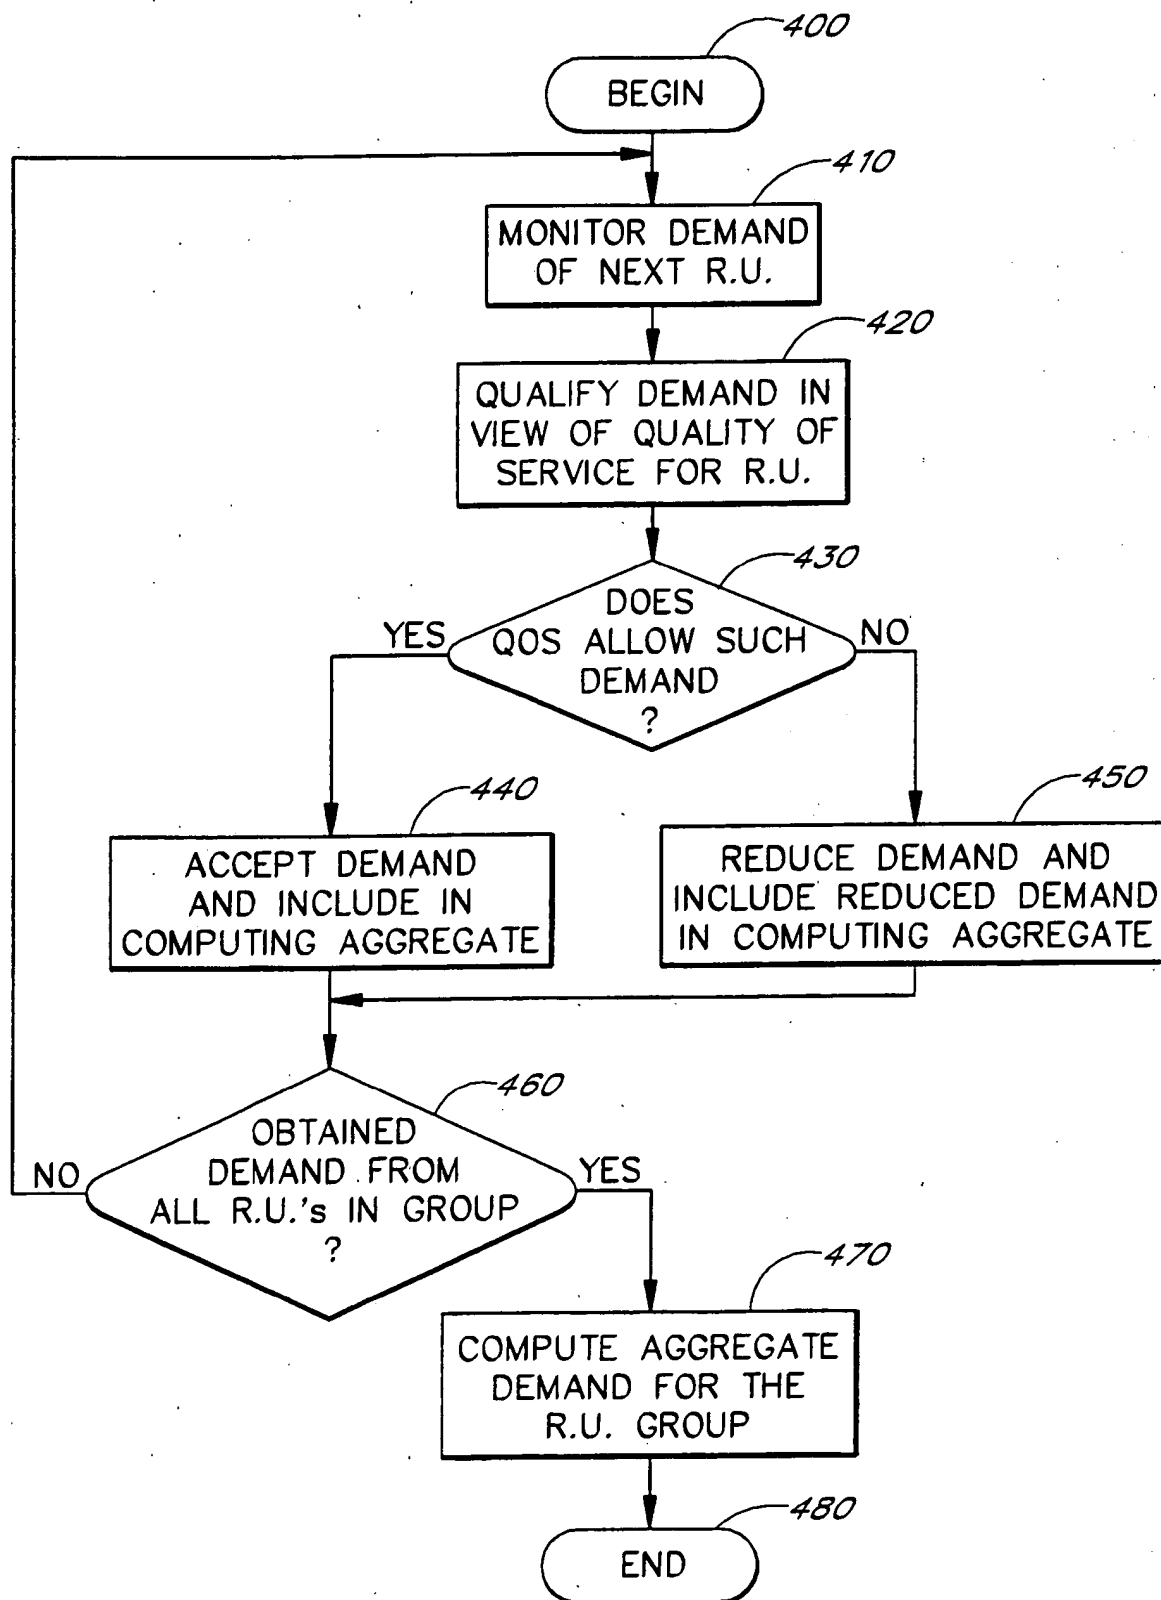 400
BEGIN
410
MONITOR DEMAND
OF NEXT R.U.
420
QUALIFY DEMAND IN
VIEW OF QUALITY OF
SERVICE FOR R.U.
430
DOES
QOS ALLOW SUCH
DEMAND
?
YES
NO
440
ACCEPT DEMAND
AND INCLUDE IN
COMPUTING AGGREGATE
450
REDUCE DEMAND AND
INCLUDE REDUCED DEMAND
IN COMPUTING AGGREGATE
460
OBTAINED
DEMAND FROM
ALL R.U.'s IN GROUP
?
NO
YES
470
COMPUTE AGGREGATE
DEMAND FOR THE
R.U. GROUP
480
END